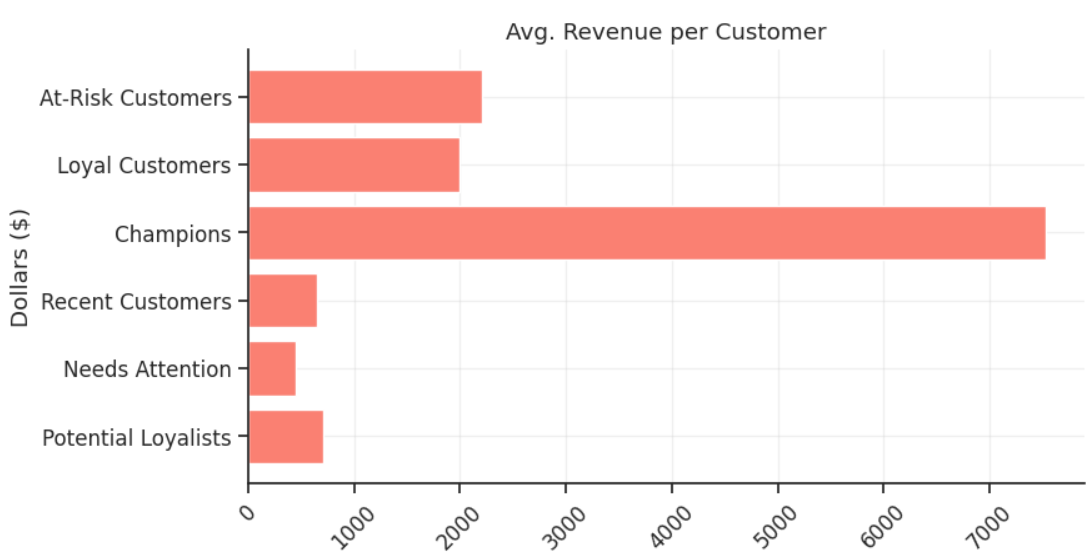 Avg. Revenue per Customer
Dollars ($)
At-Risk Customers
Loyal Customers
Champions
Recent Customers
Needs Attention
Potential Loyalists
0 1000 2000 3000 4000 5000 6000 7000